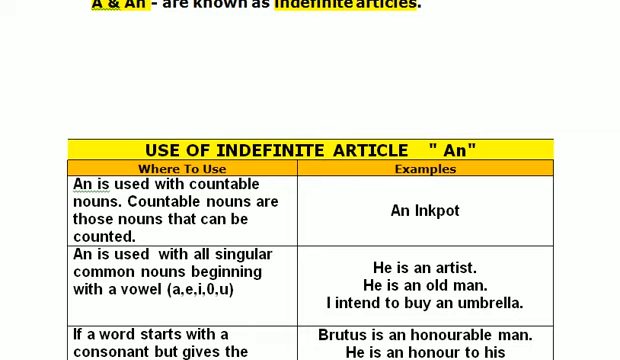 A & An - are known as indefinite articles.
USE OF INDEFINITE ARTICLE " An"
Where To Use
Examples
An is used with countable
nouns. Countable nouns are
those nouns that can be
counted.
An Inkpot
An is used with all singular
common nouns beginning
with a vowel (a,e,i,0,u)
He is an artist.
He is an old man.
I intend to buy an umbrella.
If a word starts with a
consonant but gives the
Brutus is an honourable man.
He is an honour to his